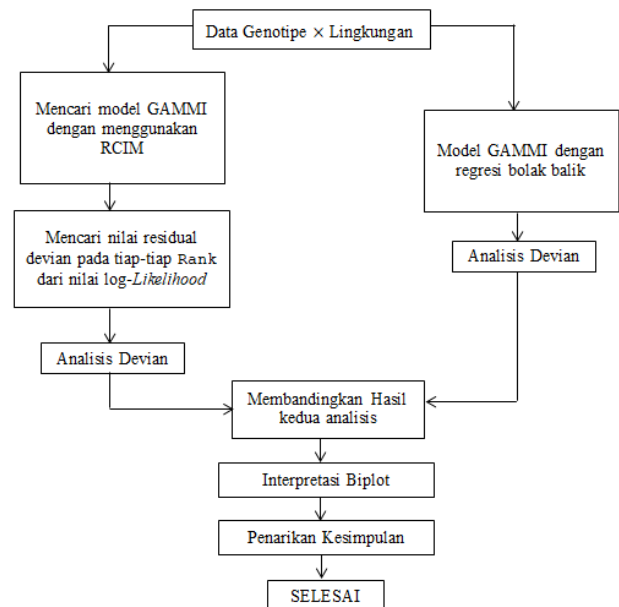 Data Genotipe × Lingkungan
Mencari model GAMMI
dengan menggunakan
RCIM
Model GAMMI dengan
regresi bolak balik
Mencari nilai residual
devian pada tiap-tiap Rank
dari nilai log-Likelihood
Analisis Devian
Analisis Devian
Membandingkan Hasil
kedua analisis
Interpretasi Biplot
Penarikan Kesimpulan
SELESAI